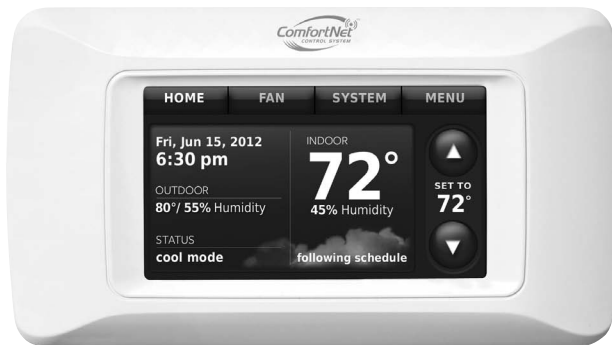 ComfortNet
CONTROL SYSTEM
HOME FAN SYSTEM MENU
Fri, Jun 15, 2012
6:30 pm
OUTDOOR
80°/ 55% Humidity
STATUS
cool mode
INDOOR
72°
45% Humidity
following schedule
SET TO
72°